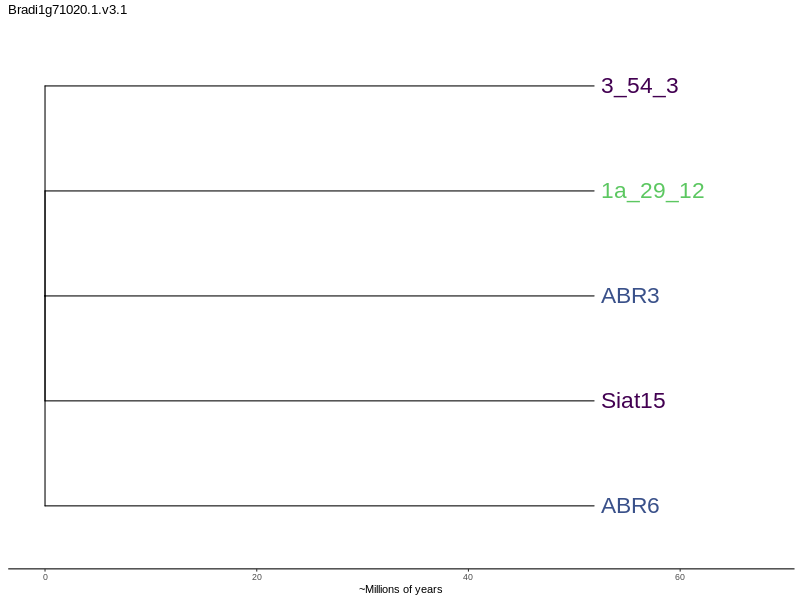 Bradi1g71020.1.v3.1
3_54_3
1a_29_12
ABR3
Siat15
ABR6
0 20 40 60
~Millions of years